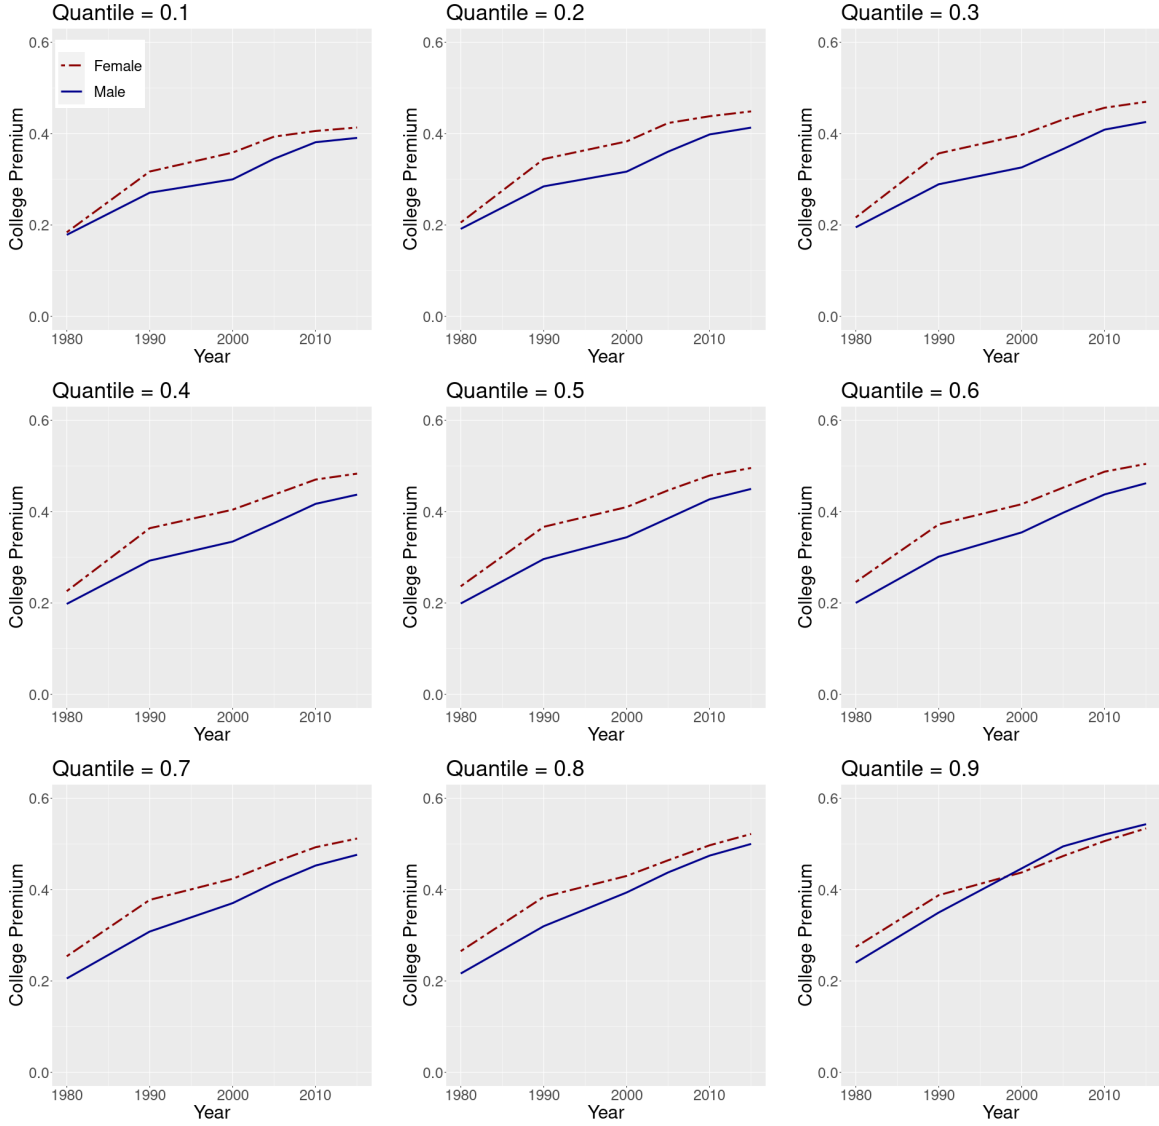 Quantile = 0.1
0.6
Female
Male
0.4
0.2
0.0
College Premium
1980 1990 2000 2010
Year
Quantile = 0.2
0.6
0.4
0.2
0.0
College Premium
1980 1990 2000 2010
Year
Quantile = 0.3
0.6
0.4
0.2
0.0
College Premium
1980 1990 2000 2010
Year
Quantile = 0.4
0.6
0.4
0.2
0.0
College Premium
1980 1990 2000 2010
Year
Quantile = 0.5
0.6
0.4
0.2
0.0
College Premium
1980 1990 2000 2010
Year
Quantile = 0.6
0.6
0.4
0.2
0.0
College Premium
1980 1990 2000 2010
Year
Quantile = 0.7
0.6
0.4
0.2
0.0
College Premium
1980 1990 2000 2010
Year
Quantile = 0.8
0.6
0.4
0.2
0.0
College Premium
1980 1990 2000 2010
Year
Quantile = 0.9
0.6
0.4
0.2
0.0
College Premium
1980 1990 2000 2010
Year